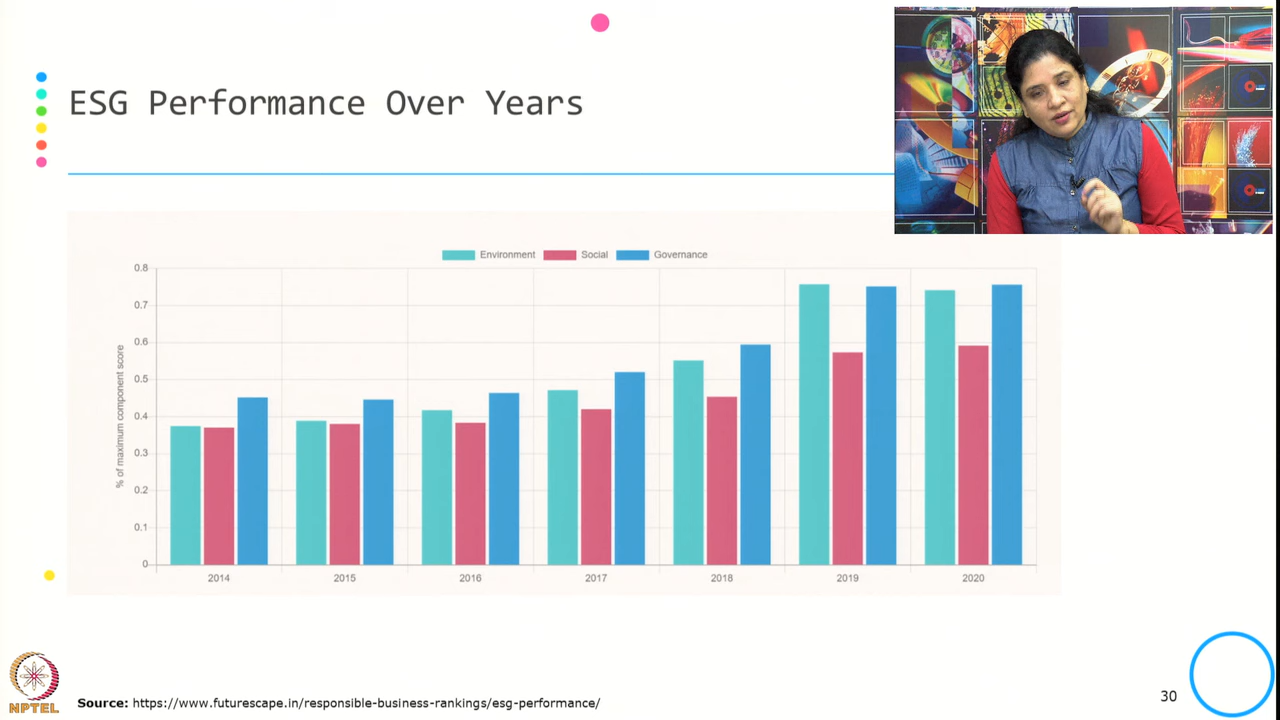 ESG Performance Over Years
Environment Social Governance
% of maximum component score
0.8
0.7
0.6
0.5
0.4
0.3
0.2
0.1
0
2014 2015 2016 2017 2018 2019 2020
NPTEL
Source: https://www.futurescape.in/responsible-business-rankings/esg-performance/
30